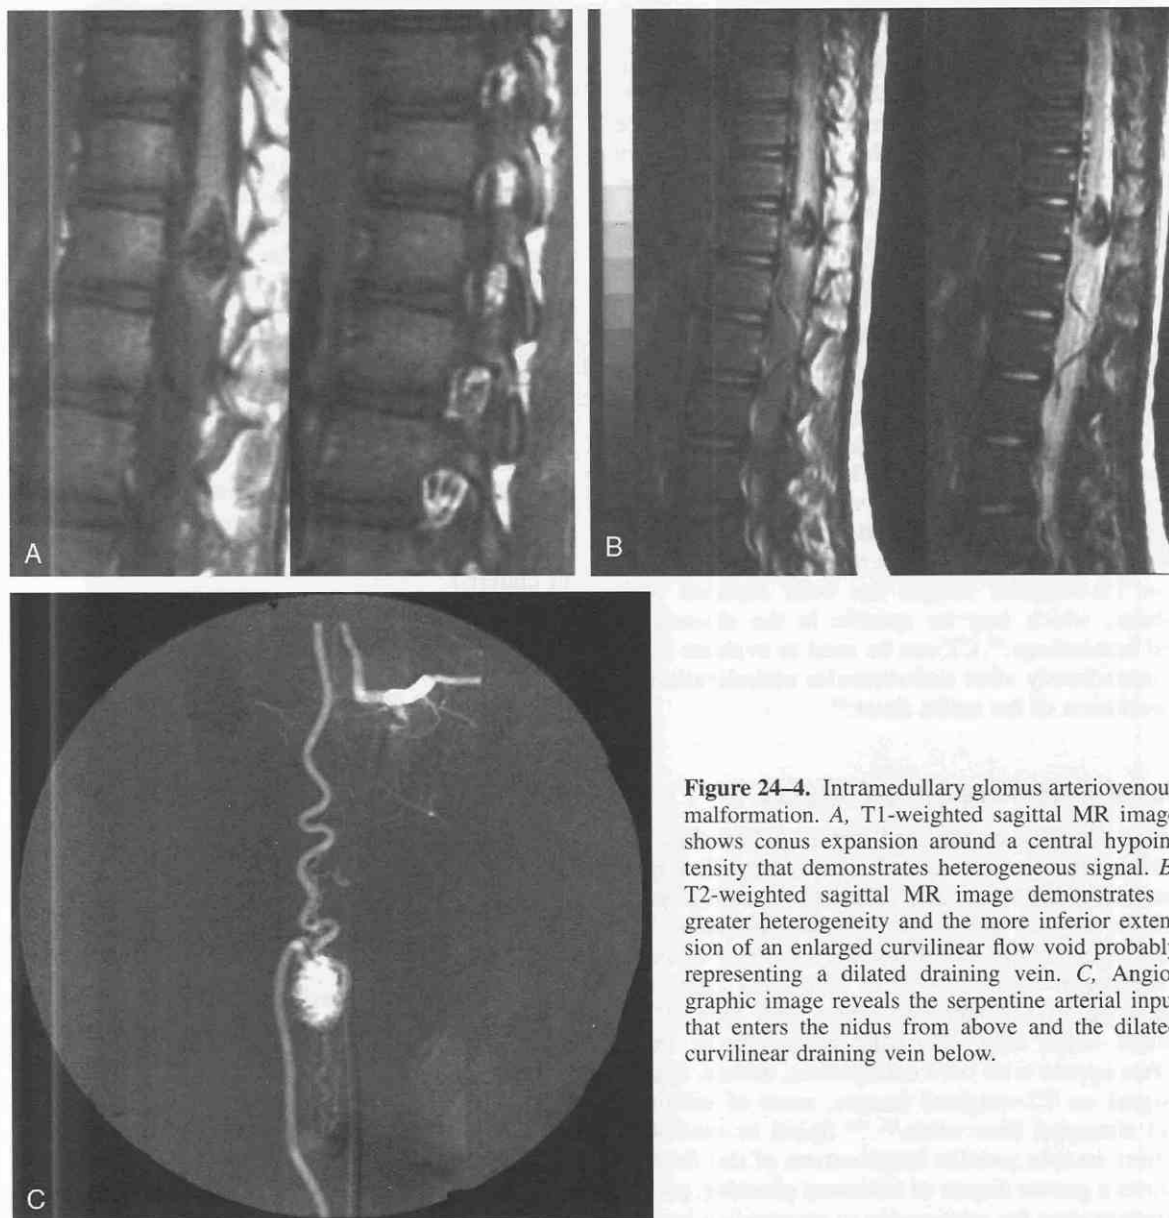 A
B
C
Figure 24–4. Intramedullary glomus arteriovenou
malformation. A, T1-weighted sagittal MR image
shows conus expansion around a central hypoin
tensity that demonstrates heterogeneous signal. B
T2-weighted sagittal MR image demonstrates
greater heterogeneity and the more inferior exten
sion of an enlarged curvilinear flow void probably
representing a dilated draining vein. C, Angio
graphic image reveals the serpentine arterial inpu
that enters the nidus from above and the dilate
curvilinear draining vein below.